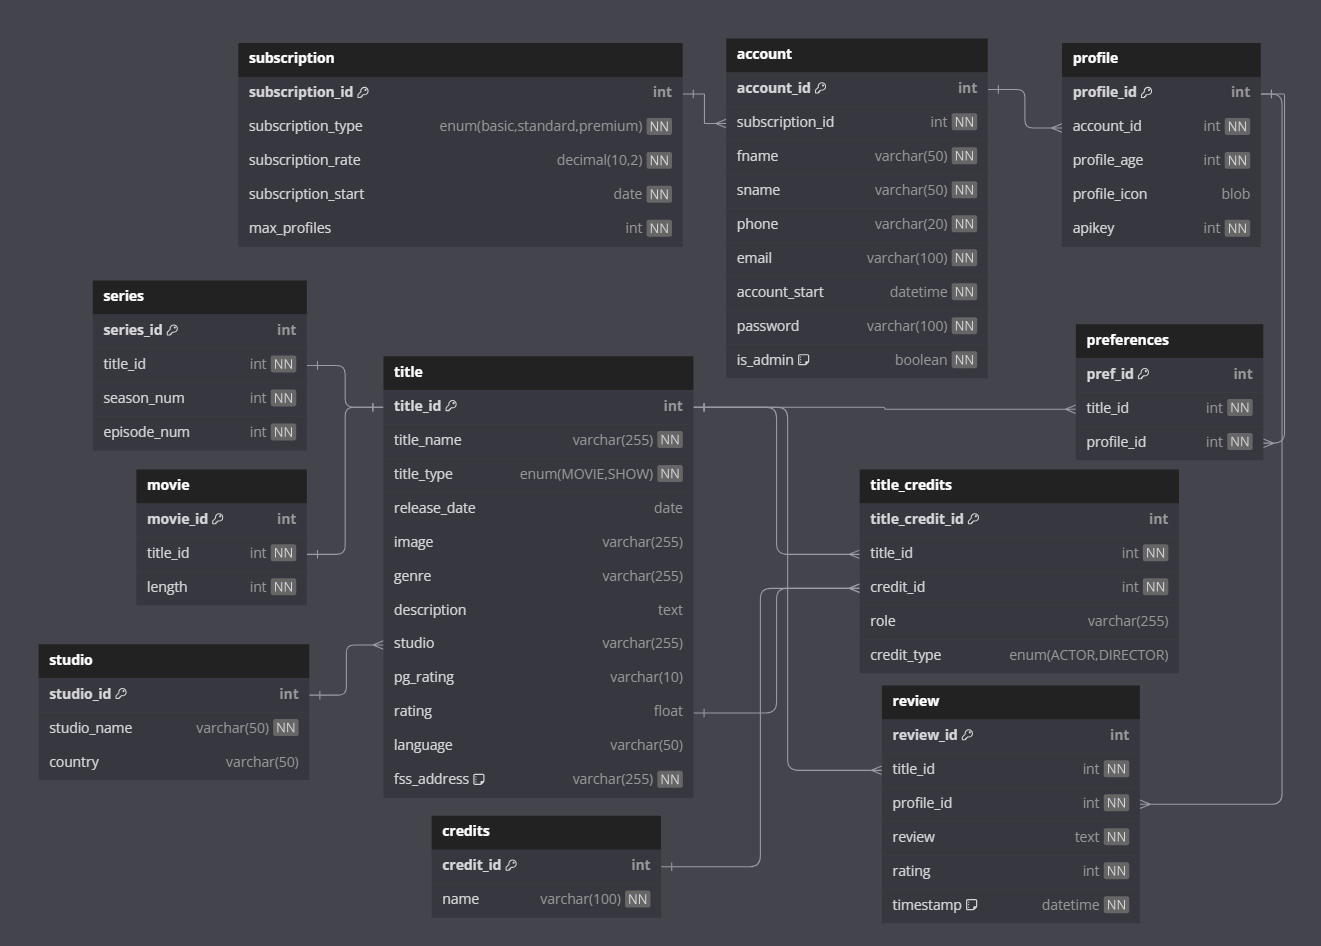 subscription
subscription_id int
subscription_type enum(basic,standard,premium) NN
subscription_rate decimal(10,2) NN
subscription_start date NN
max_profiles int NN
account
account_id int
subscription_id int NN
fname varchar(50) NN
sname varchar(50) NN
phone varchar(20) NN
email varchar(100) NN
account_start datetime NN
password varchar(100) NN
is_admin boolean NN
profile
profile_id int
account_id int NN
profile_age int NN
profile_icon blob
apikey int NN
series
series_id int
title_id int NN
season_num int NN
episode_num int NN
movie
movie_id int
title_id int NN
length int NN
studio
studio_id int
studio_name varchar(50) NN
country varchar(50)
title
title_id int
title_name varchar(255) NN
title_type enum(MOVIE,SHOW) NN
release_date date
image varchar(255)
genre varchar(255)
description text
studio varchar(255)
pg_rating varchar(10)
rating float
language varchar(50)
fss_address varchar(255) NN
credits
credit_id int
name varchar(100) NN
preferences
pref_id int
title_id int NN
profile_id int NN
title_credits
title_credit_id int
title_id int NN
credit_id int NN
role varchar(255)
credit_type enum(ACTOR,DIRECTOR)
review
review_id int
title_id int NN
profile_id int NN
review text NN
rating int NN
timestamp datetime NN